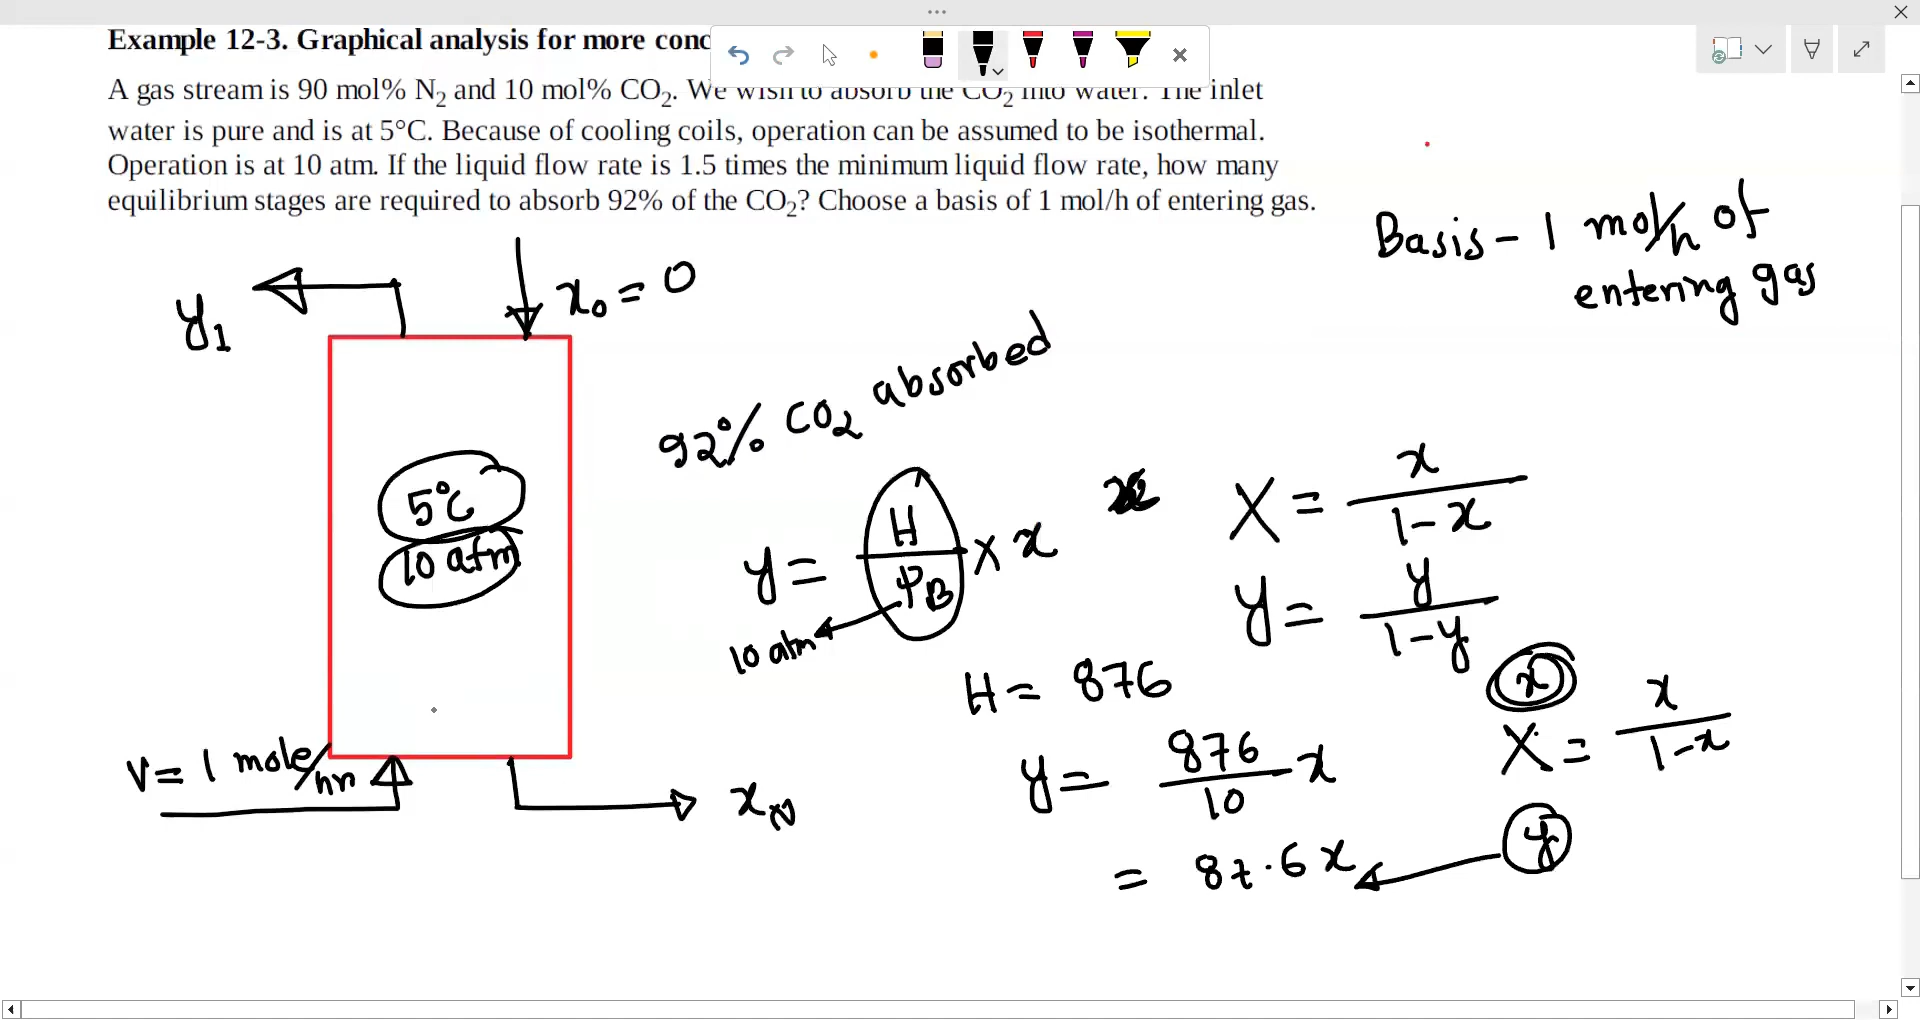 Example 12-3. Graphical analysis for more conc
A gas stream is 90 mol% N2 and 10 mol% CO2. We wish to absorb the CO2 into water. The inlet
water is pure and is at 5°C. Because of cooling coils, operation can be assumed to be isothermal.
Operation is at 10 atm. If the liquid flow rate is 1.5 times the minimum liquid flow rate, how many
equilibrium stages are required to absorb 92% of the CO2? Choose a basis of 1 mol/h of entering gas.
Basis - 1 mol/h of
entering gas
y1
x0 = 0
92% CO2 absorbed
5°C
10 atm
y = H/PB × x
10 atm
X = x/1-x
Y = y/1-y
H = 876
x
X = x/1-x
y = 876/10 x
= 87.6 x
y
V = 1 mole/hr
xN